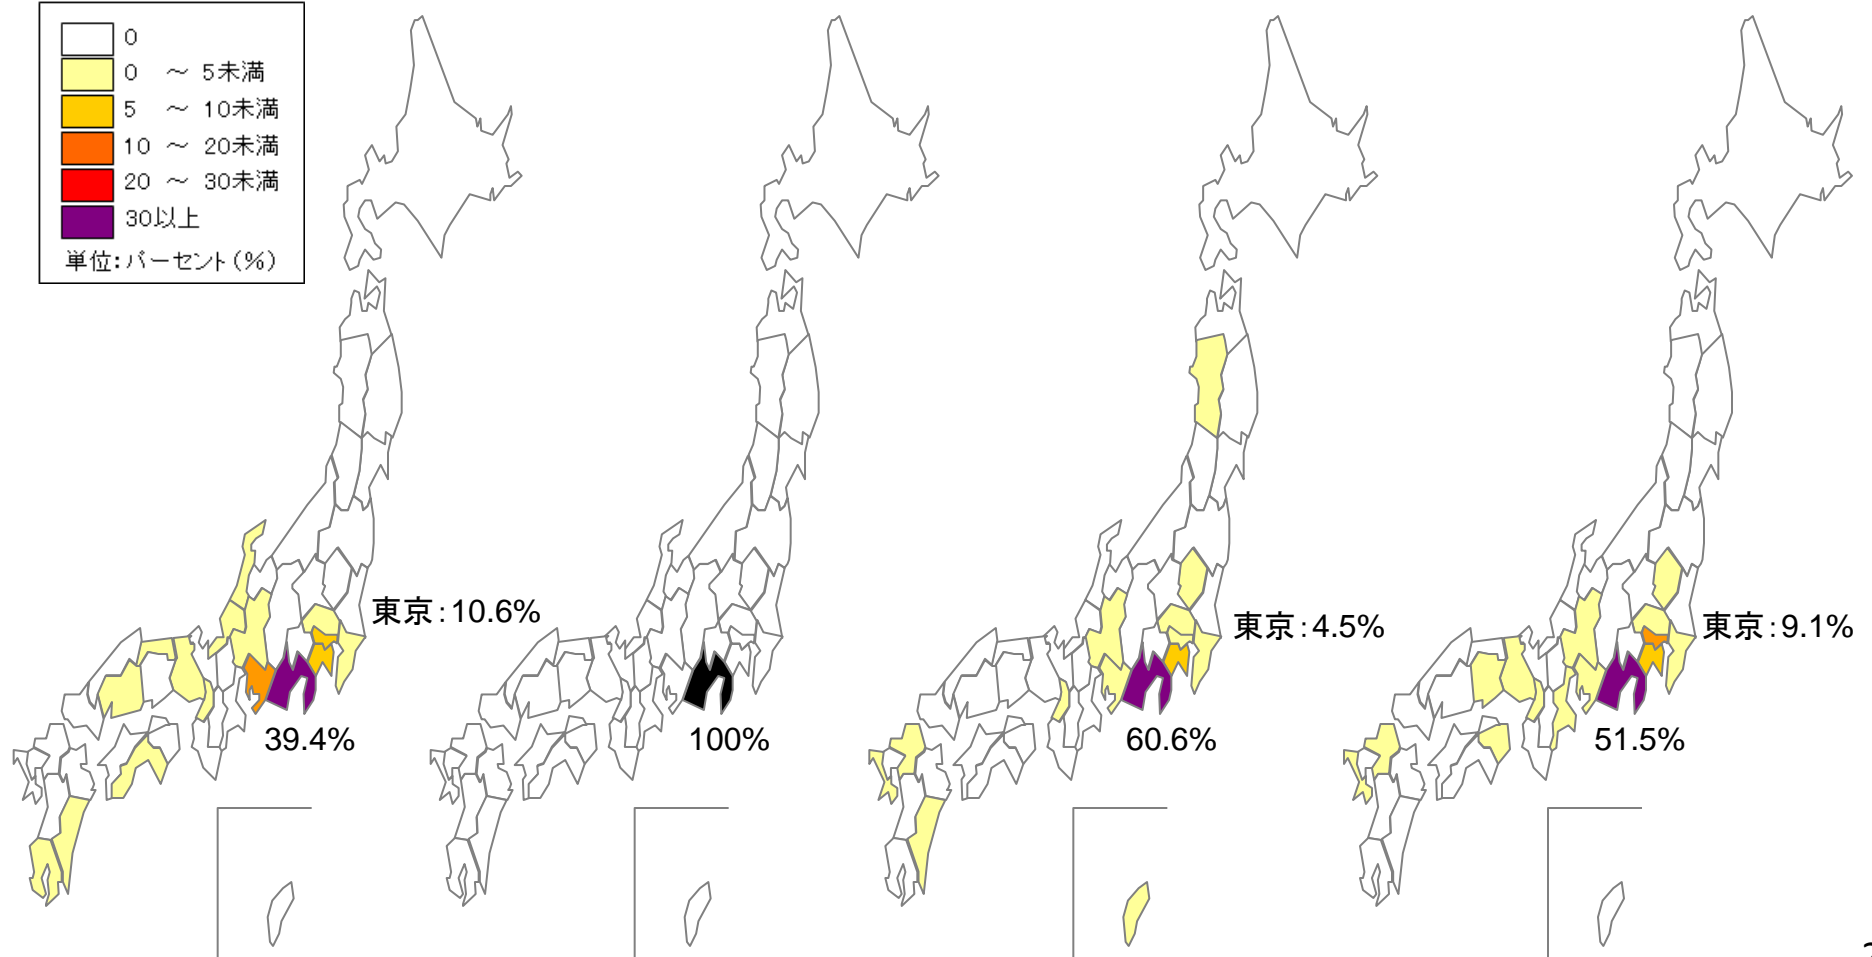 0
0 ～ 5未満
5 ～ 10未満
10 ～ 20未満
20 ～ 30未満
30以上
単位：パーセント（％）
東京：10.6%
39.4%
100%
東京：4.5%
60.6%
東京：9.1%
51.5%